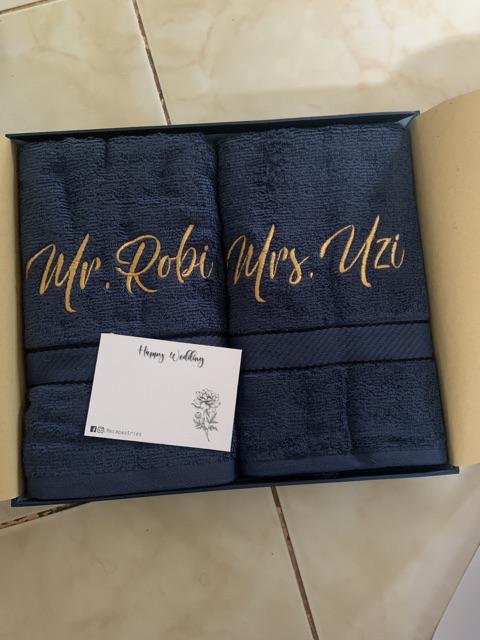 Mr. Robi
Mrs. Uzi
Happy Wedding